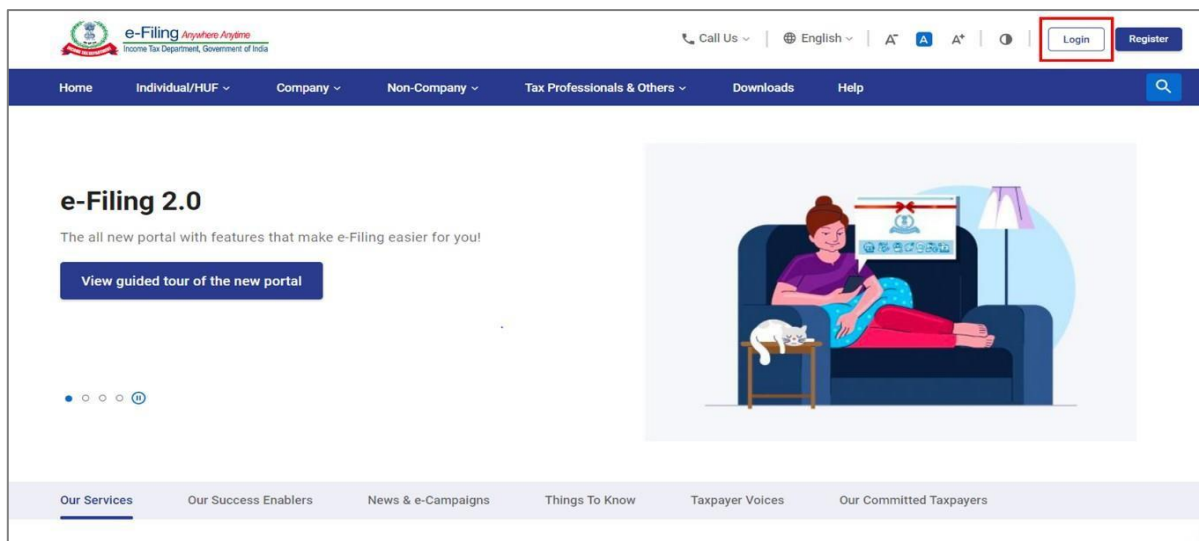 e-Filing Anywhere Anytime
Income Tax Department, Government of India
Call Us English A- A A+ Login Register
Home Individual/HUF Company Non-Company Tax Professionals & Others Downloads Help
e-Filing 2.0
The all new portal with features that make e-Filing easier for you!
View guided tour of the new portal
Our Services Our Success Enablers News & e-Campaigns Things To Know Taxpayer Voices Our Committed Taxpayers